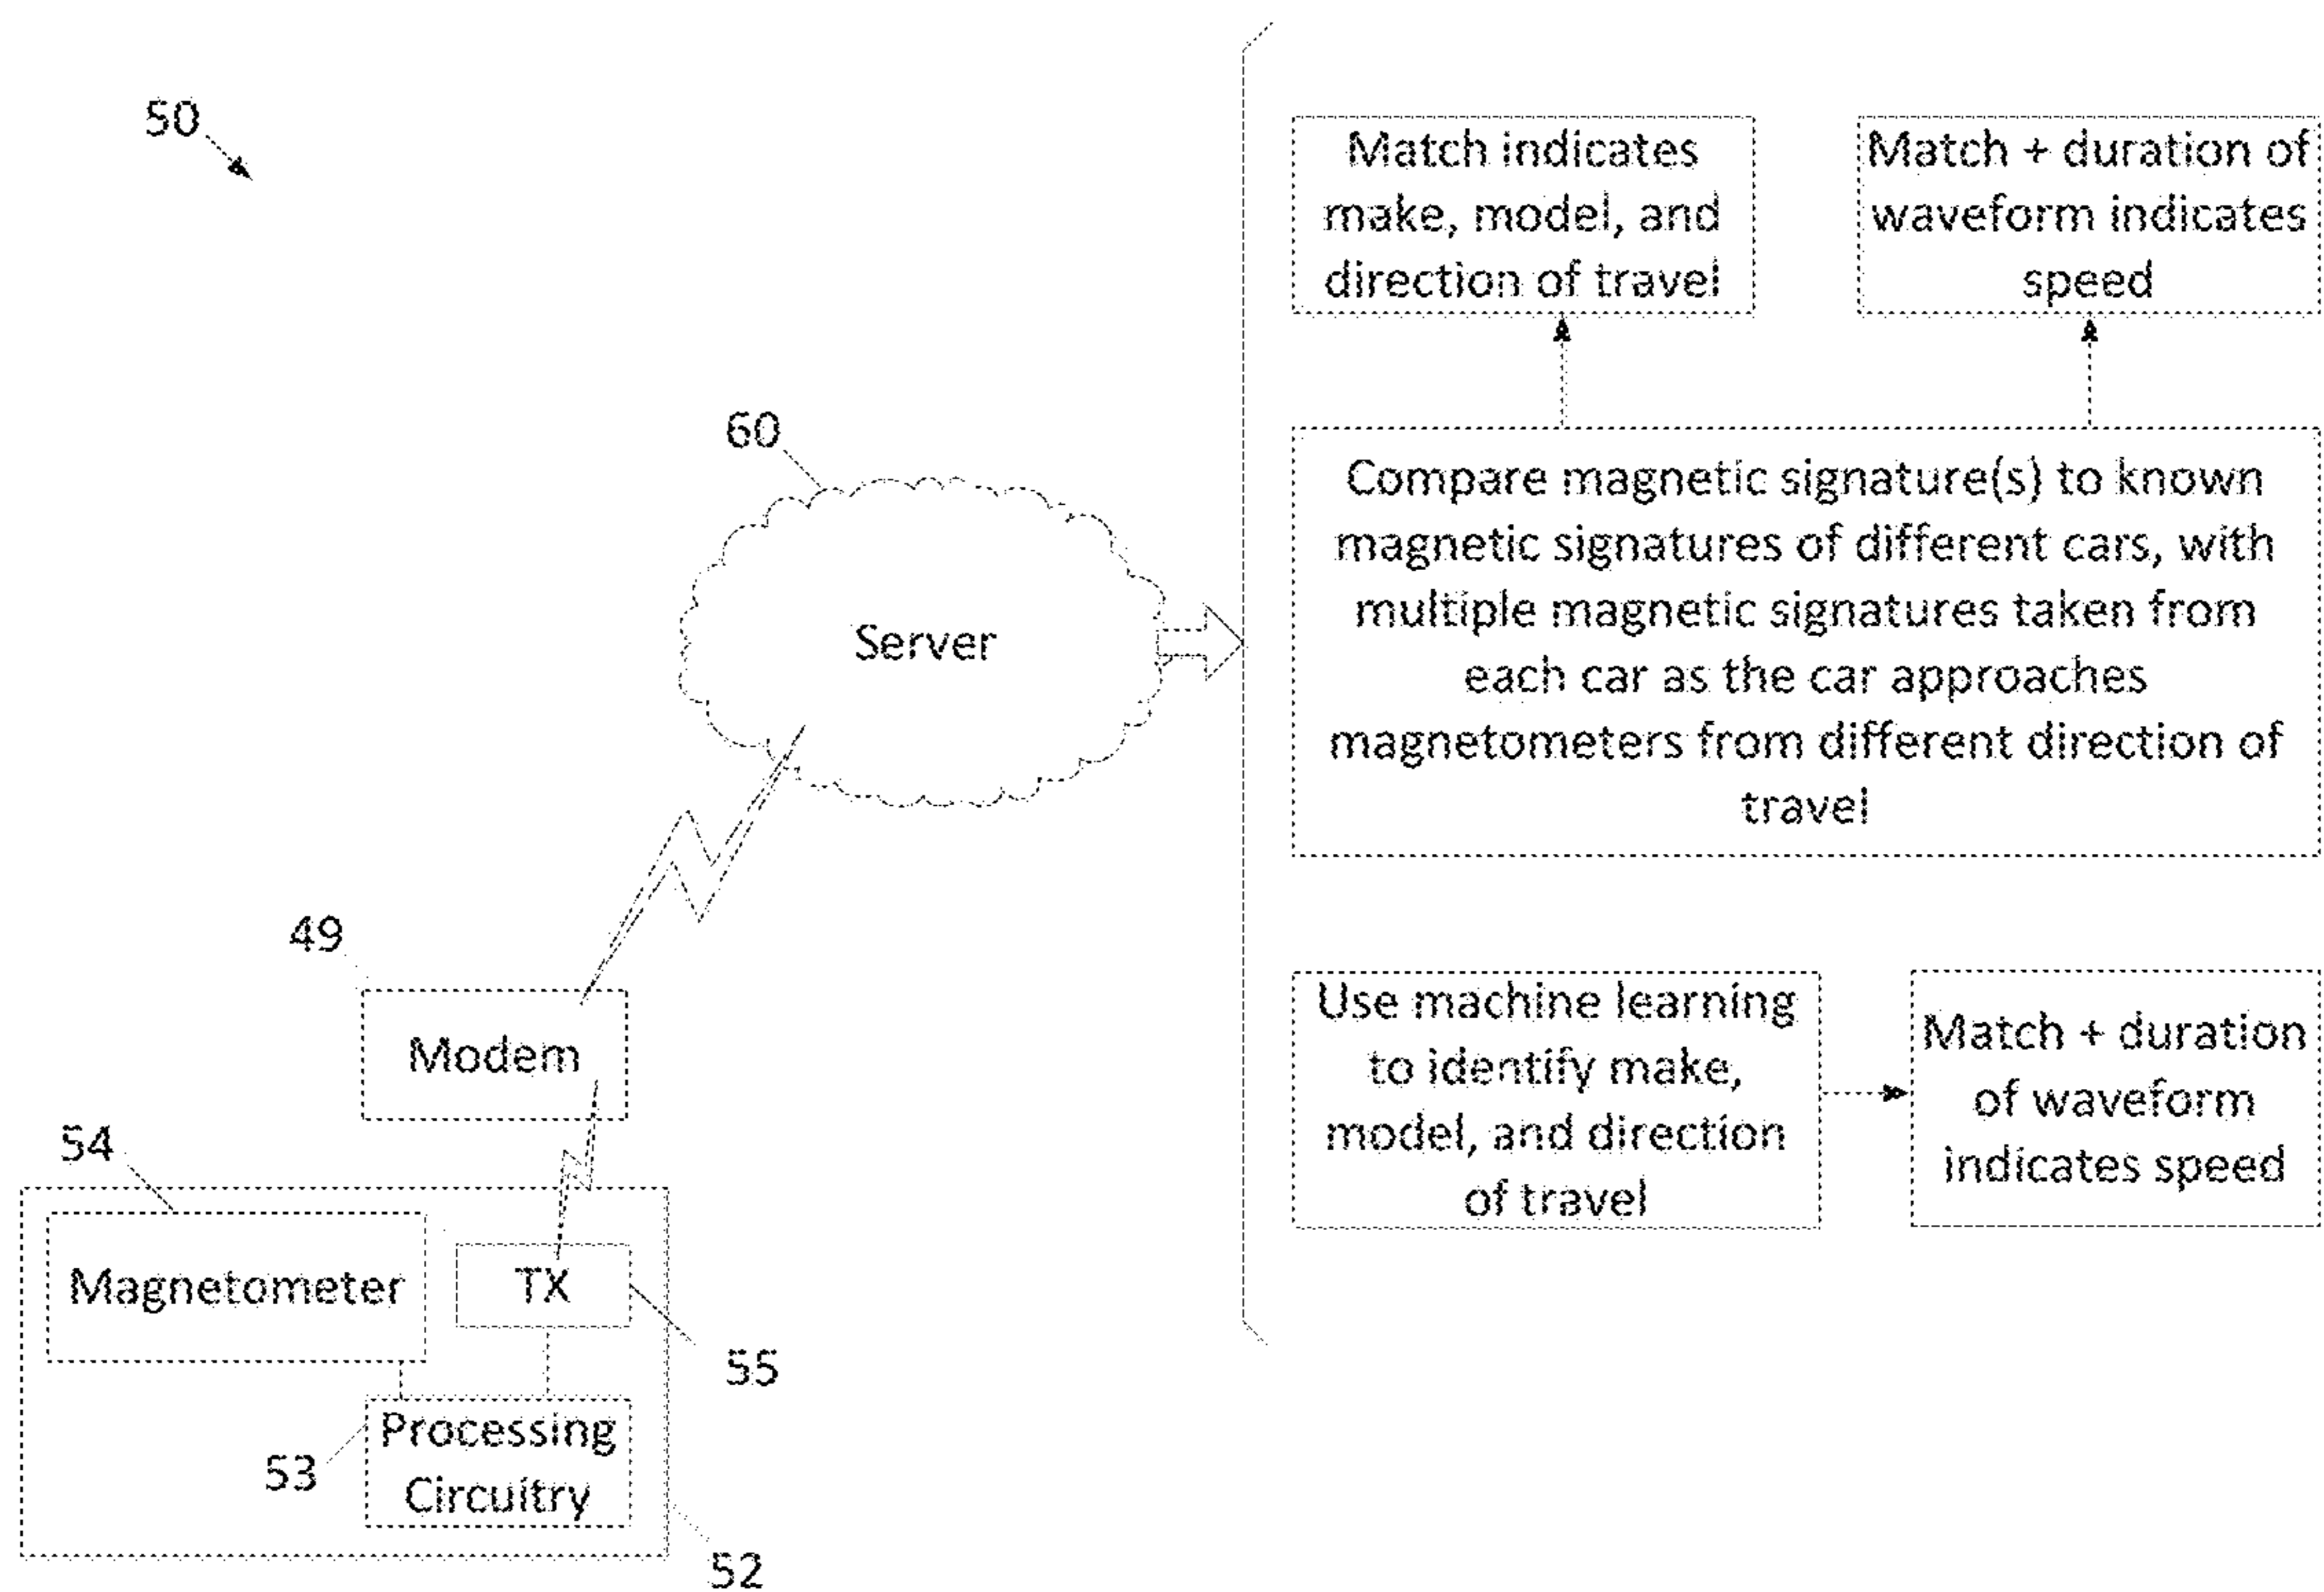 50
Match indicates
make, model, and
direction of travel
Match + duration of
waveform indicates
speed
60
Server
Compare magnetic signature(s) to known
magnetic signatures of different cars, with
multiple magnetic signatures taken from
each car as the car approaches
magnetometers from different direction of
travel
49
Modem
Use machine learning
to identify make,
model, and direction
of travel
Match + duration
of waveform
indicates speed
54
Magnetometer
TX
55
53
Processing
Circuitry
52